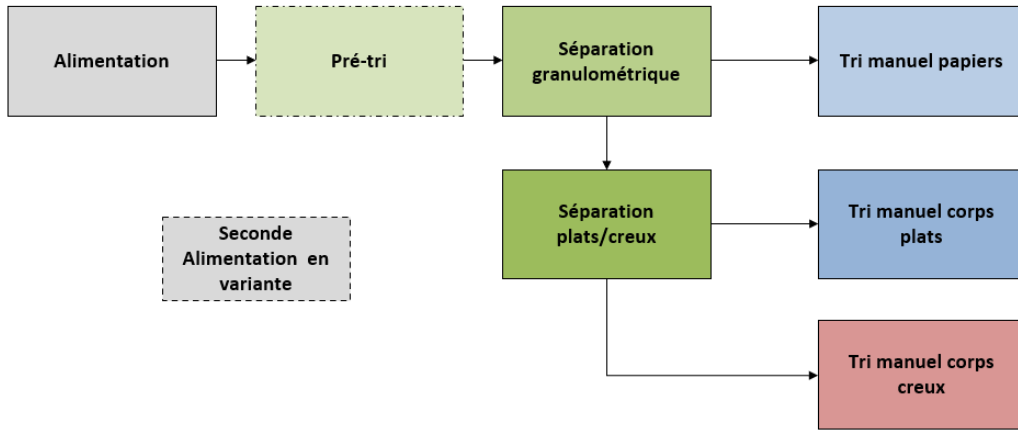 Alimentation
Pré-tri
Séparation
granulométrique
Tri manuel papiers
Séparation
plats/creux
Tri manuel corps
plats
Seconde
Alimentation en
variante
Tri manuel corps
creux